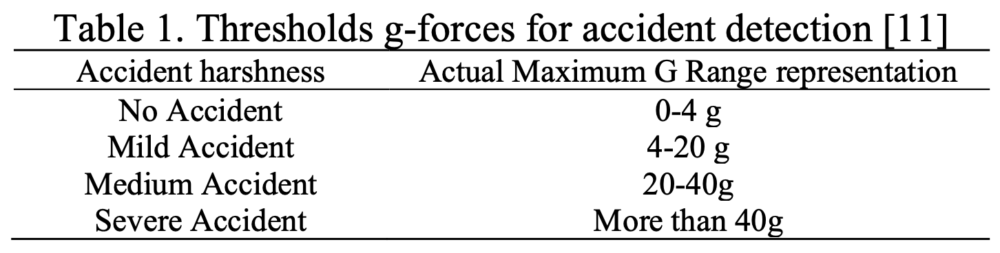 Table 1. Thresholds g-forces for accident detection [11]
Accident harshness Actual Maximum G Range representation
No Accident 0-4 g
Mild Accident 4-20 g
Medium Accident 20-40g
Severe Accident More than 40g